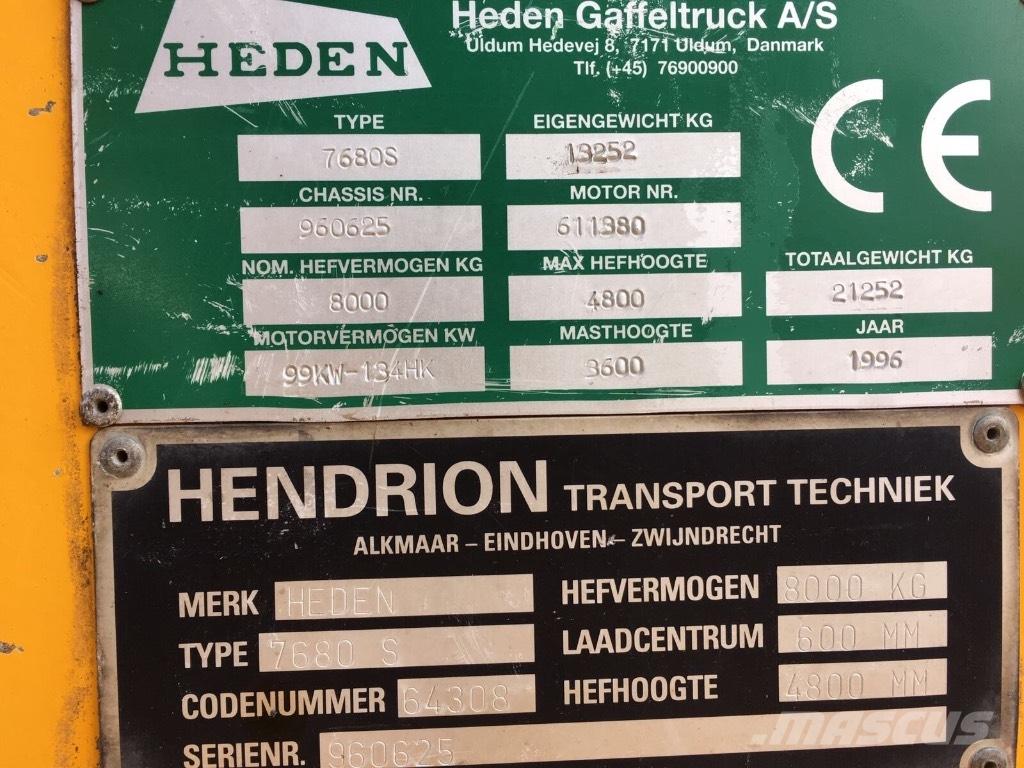 HEDEN
Heden Gaffeltruck A/S
Uldum Hedevej 8, 7171 Uldum, Danmark
Tlf. (+45) 76900900
CE
TYPE 7680S
EIGENGEWICHT KG 13252
CHASSIS NR. 960625
MOTOR NR. 611380
NOM. HEFVERMOGEN KG 8000
MAX HEFHOOGTE 4800
TOTAALGEWICHT KG 21252
MOTORVERMOGEN KW 99KW-134HK
MASTHOOGTE 3600
JAAR 1996
HENDRION TRANSPORT TECHNIEK
ALKMAAR – EINDHOVEN – ZWIJNDRECHT
MERK HEDEN
HEFVERMOGEN 8000 KG
TYPE 7680 S
LAADCENTRUM 600 MM
CODENUMMER 64308
HEFHOOGTE 4800 MM
SERIENR. 960625
MASCUS